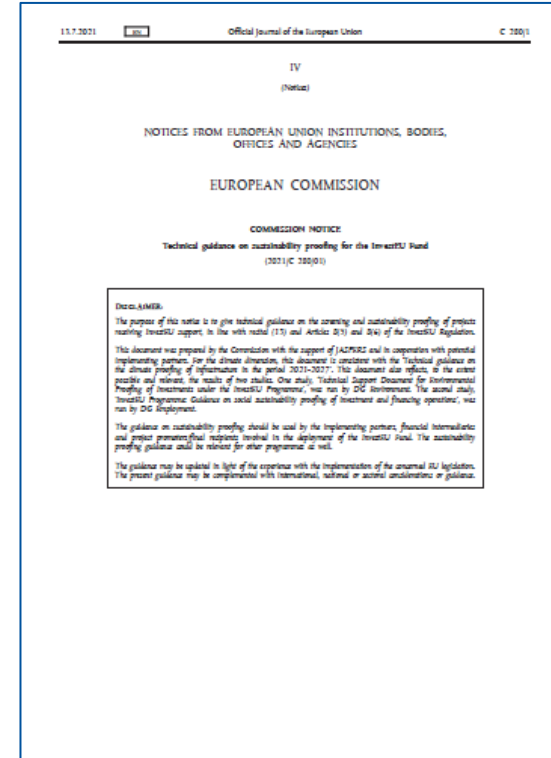 13.7.2021 EN Official Journal of the European Union C 280/1
IV
(Notices)
NOTICES FROM EUROPEAN UNION INSTITUTIONS, BODIES,
OFFICES AND AGENCIES
EUROPEAN COMMISSION
COMMISSION NOTICE
Technical guidance on sustainability proofing for the InvestEU Fund
(2021/C 280/01)
DISCLAIMER:
The purpose of this notice is to give technical guidance on the screening and sustainability proofing of projects
receiving InvestEU support, in line with recital (13) and Articles 8(5) and 8(6) of the InvestEU Regulation.
This document was prepared by the Commission with the support of JASPERS and in cooperation with potential
implementing partners. For the climate dimension, this document is consistent with the 'Technical guidance on
the climate proofing of infrastructure in the period 2021-2027'. This document also reflects, to the extent
possible and relevant, the results of two studies. One study, 'Technical Support Document for Environmental
Proofing of Investments under the InvestEU Programme', was run by DG Environment. The second study,
'InvestEU Programme Guidance on social sustainability proofing of investment and financing operations', was
run by DG Employment.
The guidance on sustainability proofing should be used by the implementing partners, financial intermediaries
and project promoters/final recipients involved in the deployment of the InvestEU Fund. The sustainability
proofing guidance could be relevant for other programmes as well.
The guidance may be updated in light of the experience with the implementation of the concerned EU legislation.
The present guidance may be complemented with international, national or sectoral considerations or guidance.